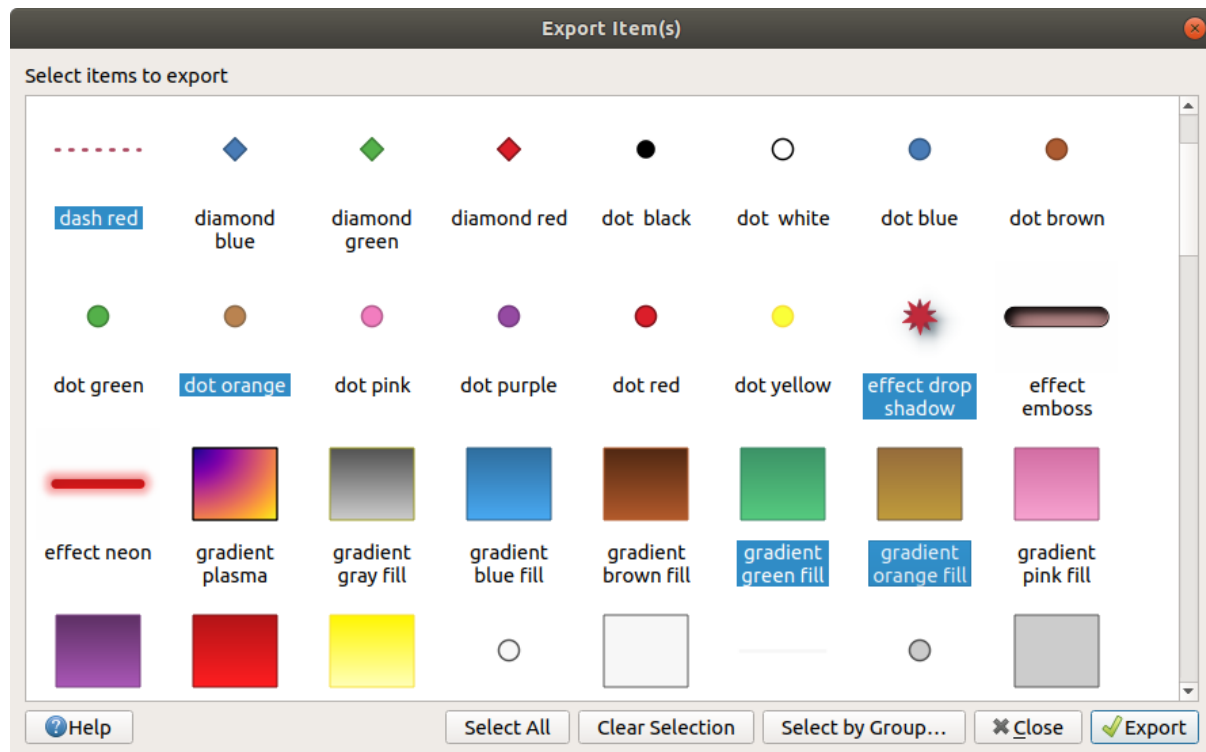 Export Item(s)
Select items to export
dash red
diamond
blue
diamond
green
diamond red
dot  black
dot  white
dot blue
dot brown
dot green
dot orange
dot pink
dot purple
dot red
dot yellow
effect drop
shadow
effect
emboss
effect neon
gradient
plasma
gradient
gray fill
gradient
blue fill
gradient
brown fill
gradient
green fill
gradient
orange fill
gradient
pink fill
Help
Select All
Clear Selection
Select by Group...
Close
Export